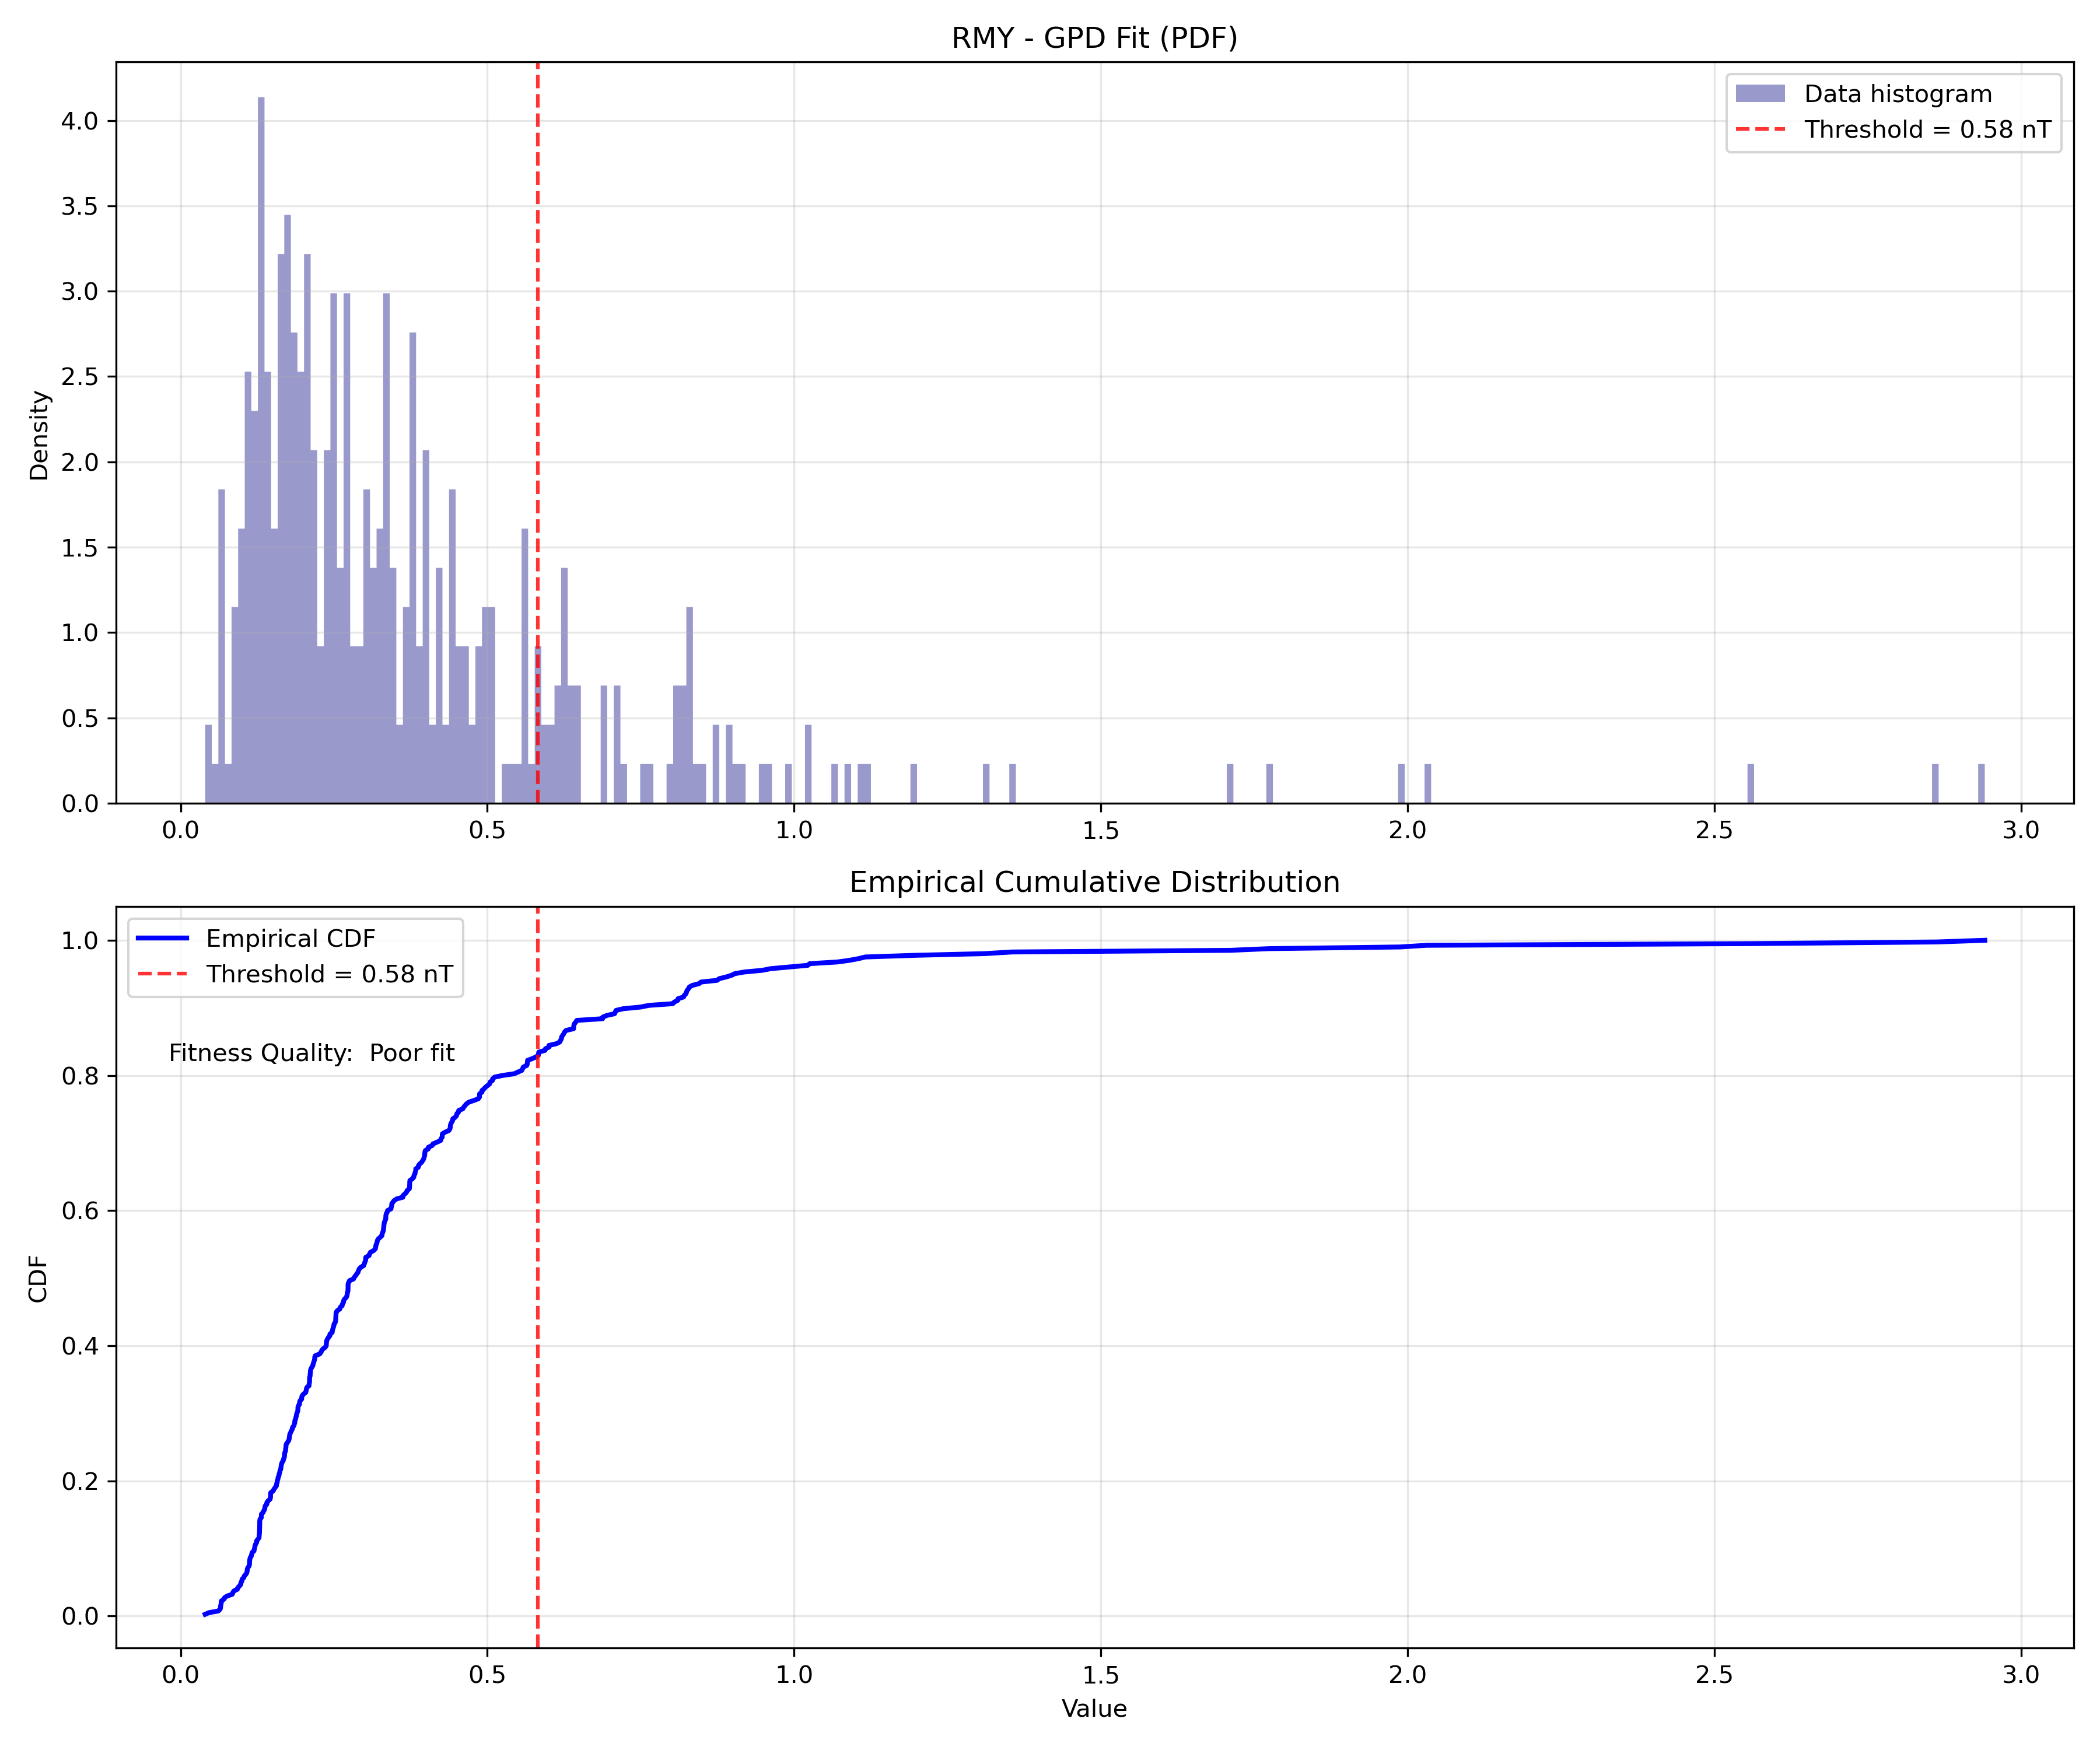 RMY - GPD Fit (PDF)
Data histogram
Threshold = 0.58 nT
Density
4.0
3.5
3.0
2.5
2.0
1.5
1.0
0.5
0.0
0.0 0.5 1.0 1.5 2.0 2.5 3.0
Empirical Cumulative Distribution
Empirical CDF
Threshold = 0.58 nT
Fitness Quality:  Poor fit
CDF
1.0
0.8
0.6
0.4
0.2
0.0
0.0 0.5 1.0 1.5 2.0 2.5 3.0
Value